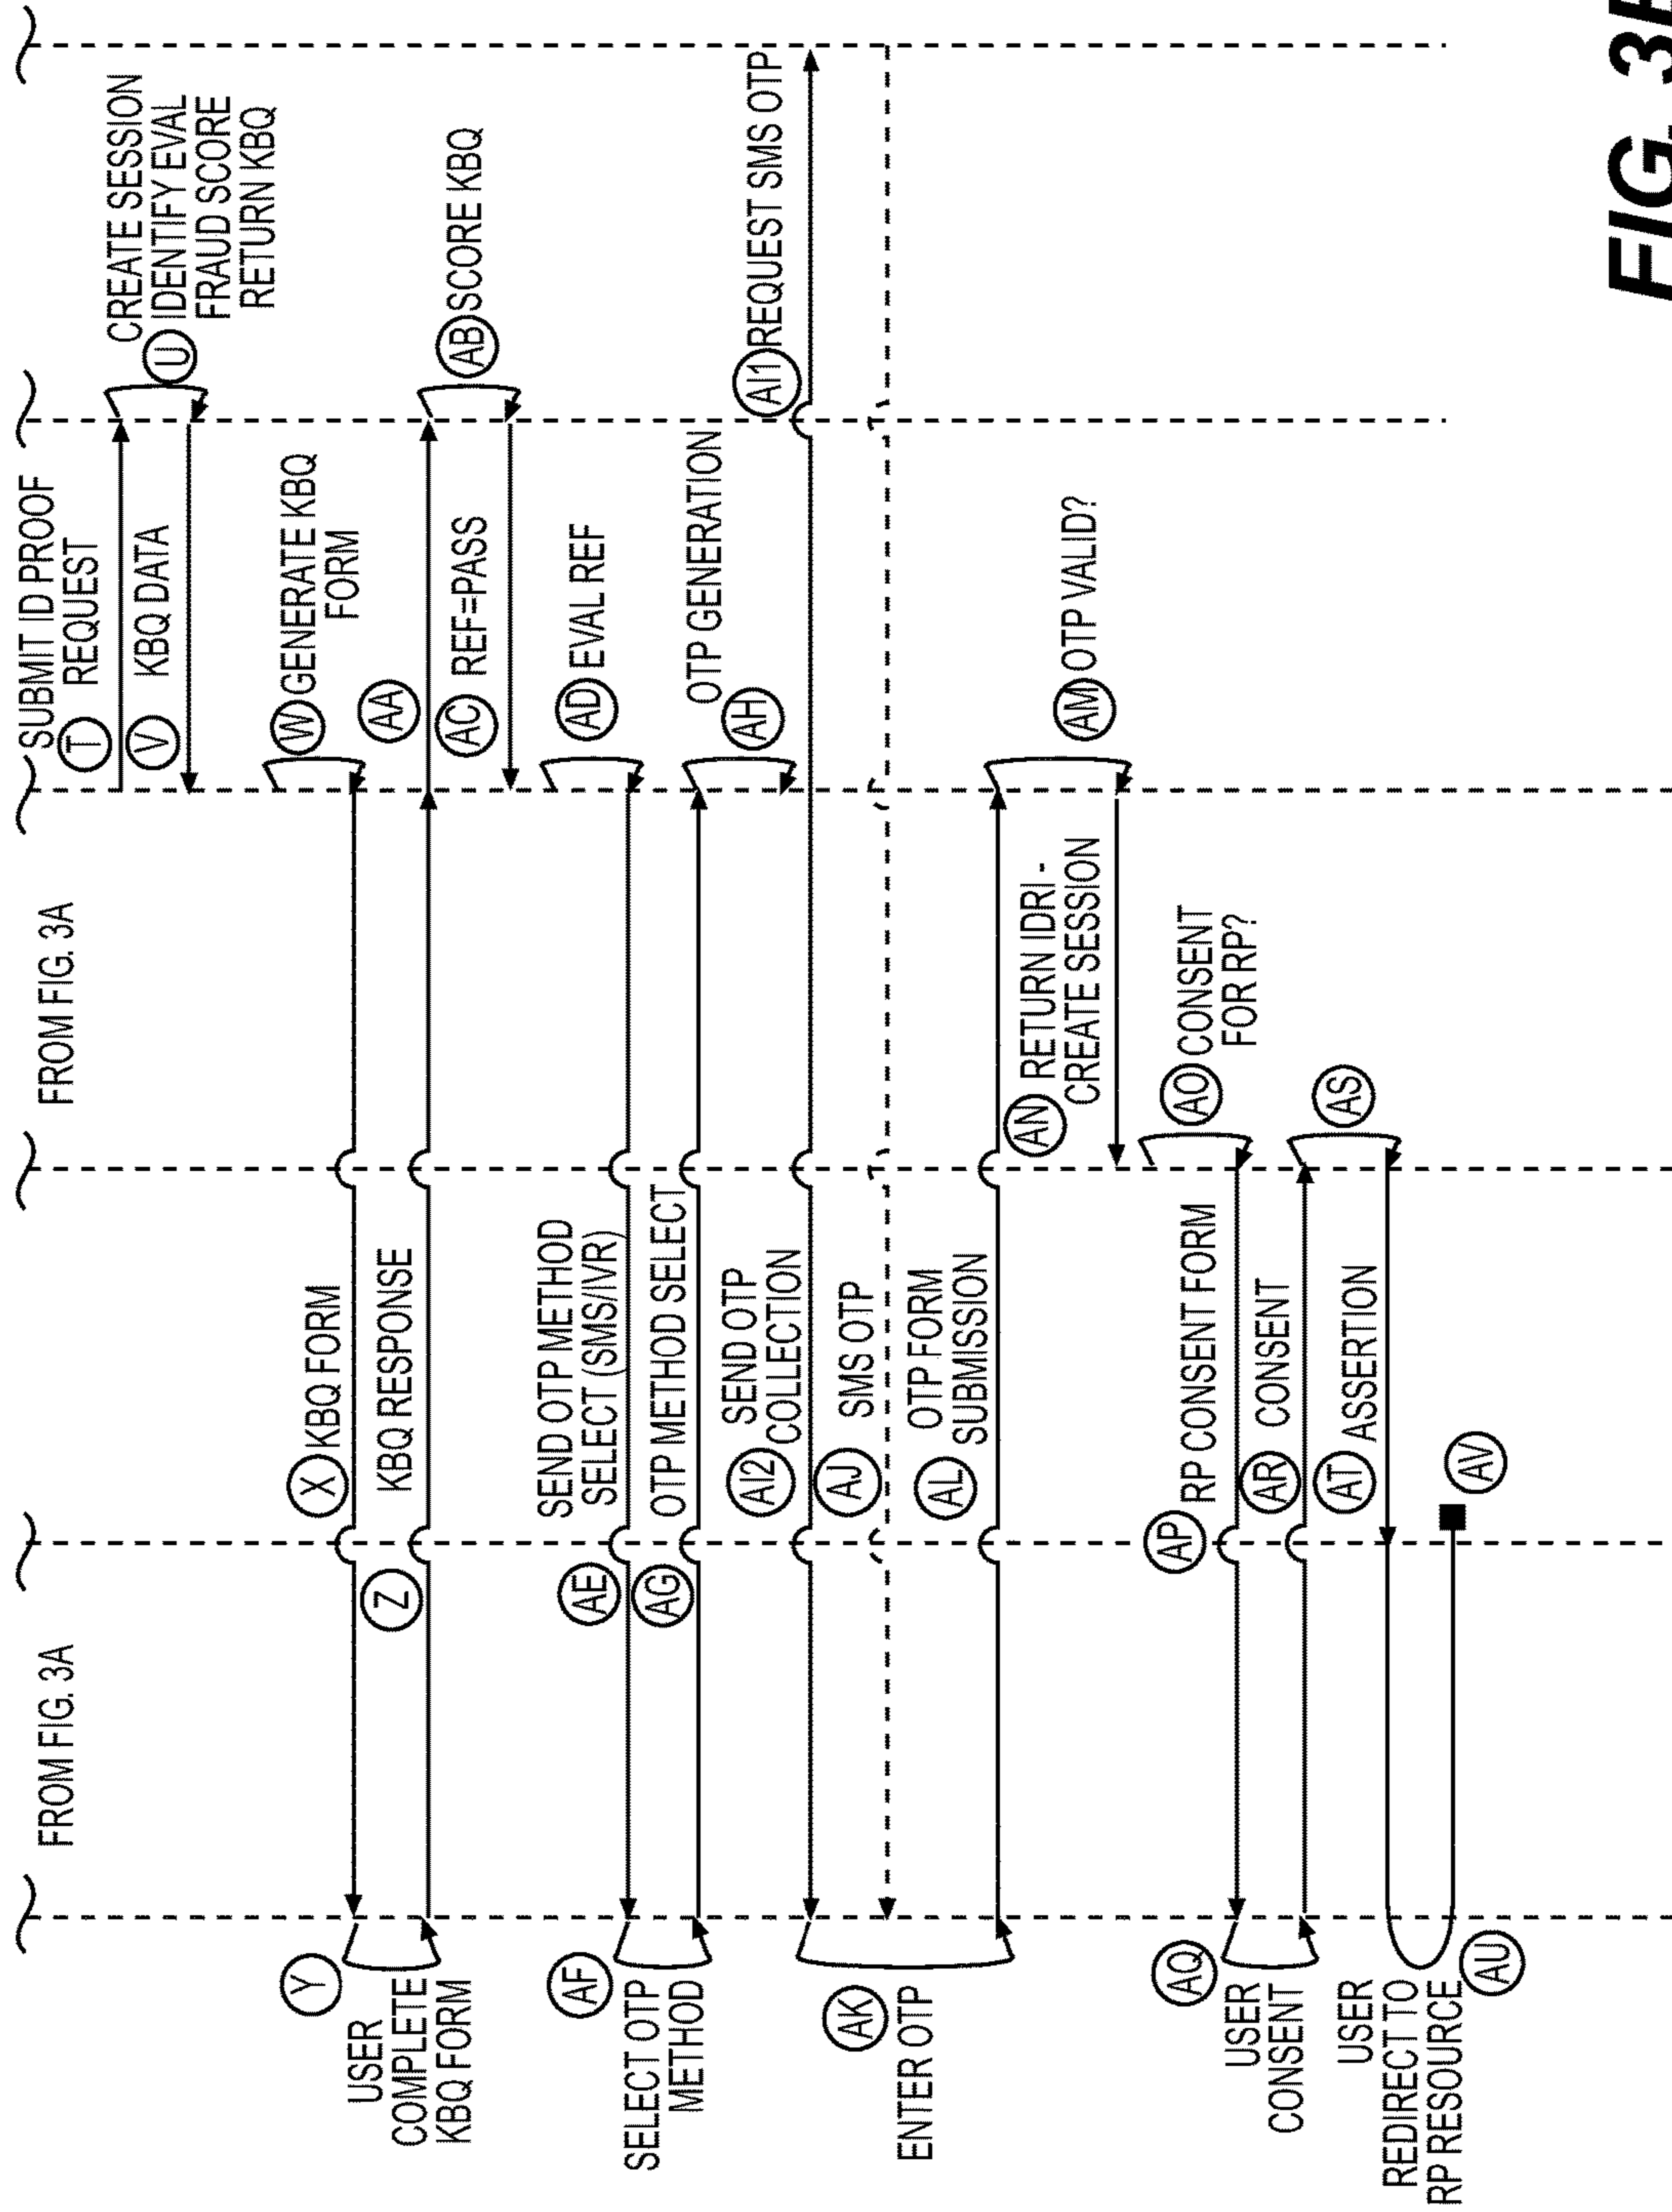 FROM FIG. 3A
FROM FIG. 3A
SUBMIT ID PROOF
T REQUEST
V KBQ DATA
CREATE SESSION
U IDENTIFY EVAL
FRAUD SCORE
RETURN KBQ
W GENERATE KBQ
FORM
X KBQ FORM
Y
USER
COMPLETE
KBQ FORM
Z
KBQ RESPONSE
AA
AB SCORE KBQ
AC REF=PASS
AD EVAL REF
SEND OTP METHOD
SELECT (SMS/IVR)
AE
AF
SELECT OTP
METHOD
AG
OTP METHOD SELECT
OTP GENERATION
AH
AI1 REQUEST SMS OTP
SEND OTP
AI2 COLLECTION
AJ SMS OTP
AK
ENTER OTP
OTP FORM
AL SUBMISSION
AM OTP VALID?
AN RETURN IDRI -
CREATE SESSION
AO CONSENT
FOR RP?
AP RP CONSENT FORM
AQ
USER
CONSENT
AR CONSENT
AS
AT ASSERTION
USER
REDIRECT TO
RP RESOURCE
AU
AV